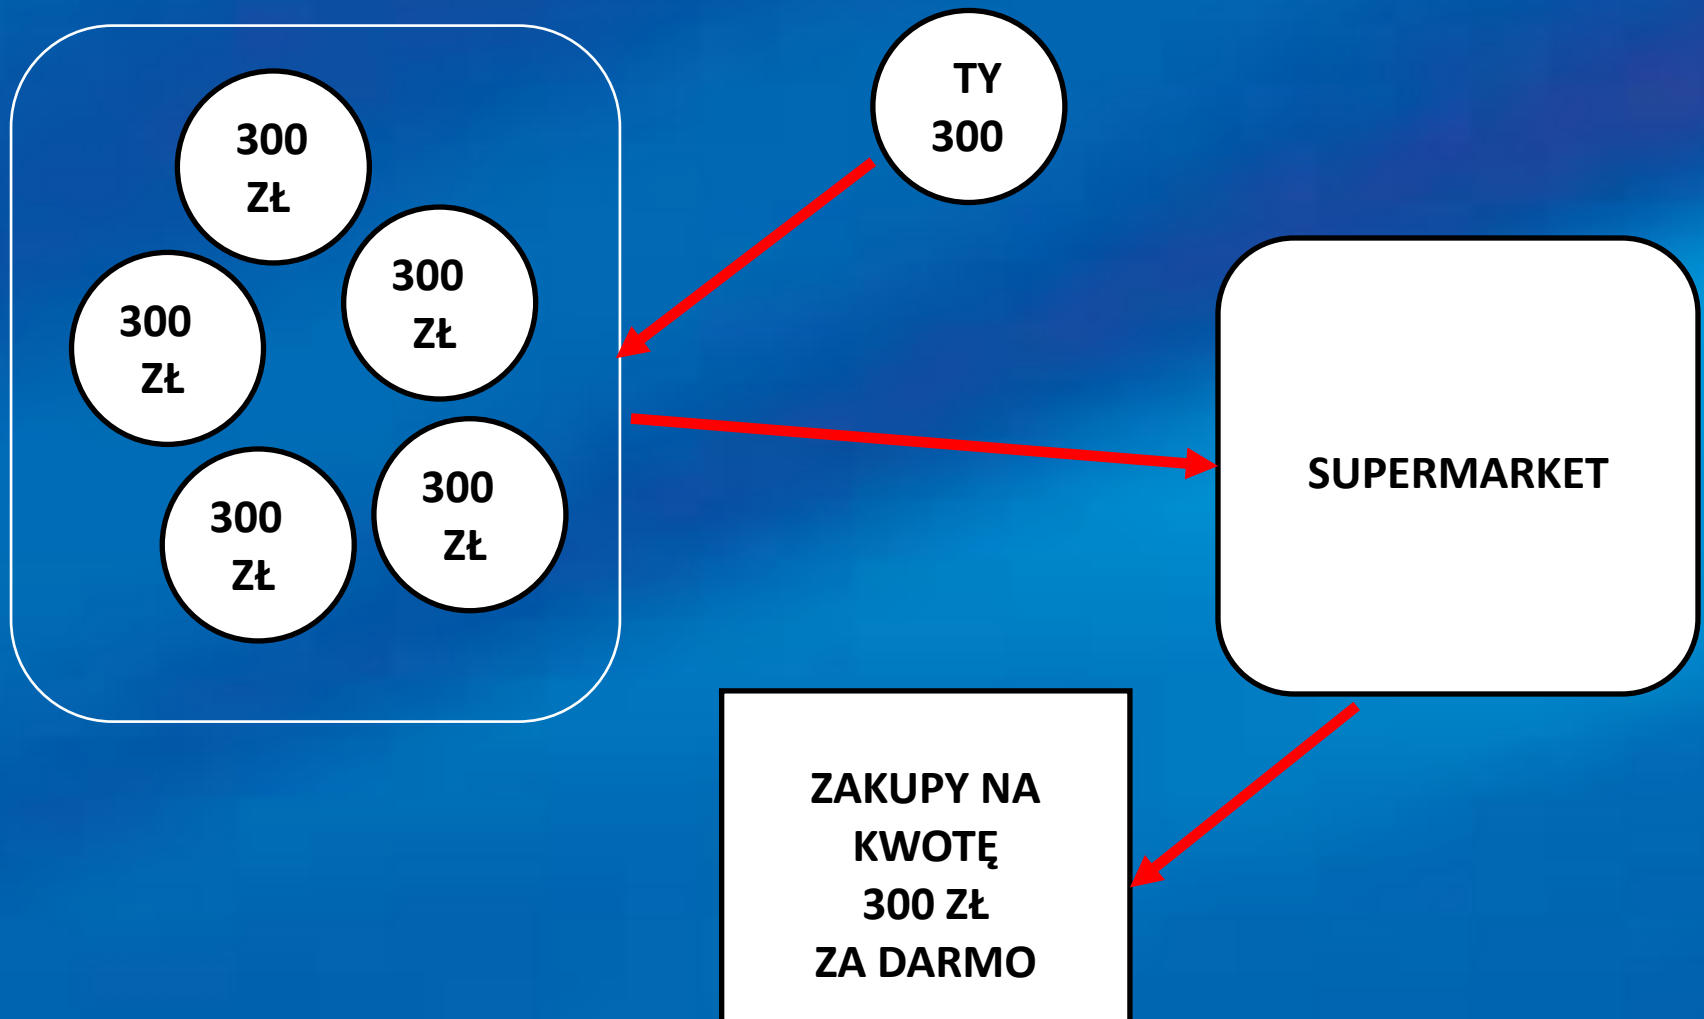 TY
300
300
ZŁ
300
ZŁ
300
ZŁ
300
ZŁ
300
ZŁ
SUPERMARKET
ZAKUPY NA
KWOTĘ
300 ZŁ
ZA DARMO